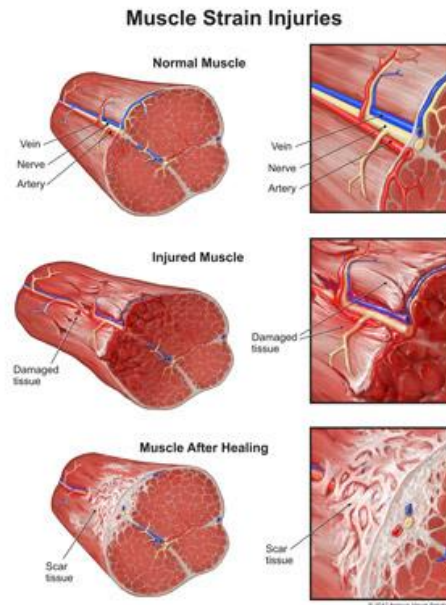 Muscle Strain Injuries
Normal Muscle
Vein
Nerve
Artery
Vein
Nerve
Artery
Injured Muscle
Damaged
tissue
Damaged
tissue
Muscle After Healing
Scar
tissue
Scar
tissue